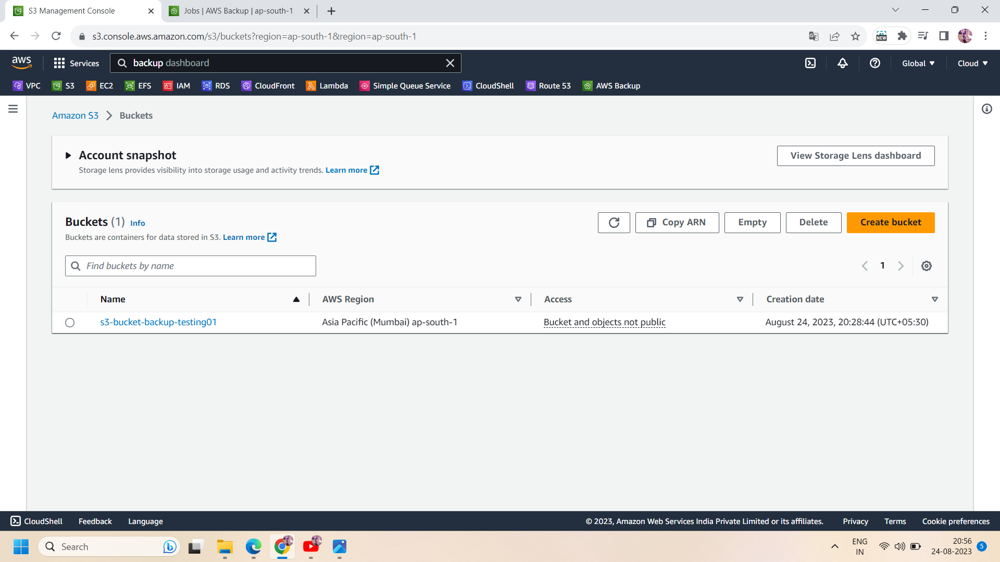 S3 Management Console
Jobs | AWS Backup | ap-south-1
s3.console.aws.amazon.com/s3/buckets?region=ap-south-1&region=ap-south-1
NEW
aws
Services
backup dashboard
Global
Cloud
VPC
S3
EC2
EFS
IAM
RDS
CloudFront
Lambda
Simple Queue Service
CloudShell
Route 53
AWS Backup
Amazon S3
Buckets
Account snapshot
Storage lens provides visibility into storage usage and activity trends. Learn more
View Storage Lens dashboard
Buckets (1) Info
Buckets are containers for data stored in S3. Learn more
Copy ARN
Empty
Delete
Create bucket
Find buckets by name
1
Name
AWS Region
Access
Creation date
s3-bucket-backup-testing01
Asia Pacific (Mumbai) ap-south-1
Bucket and objects not public
August 24, 2023, 20:28:44 (UTC+05:30)
CloudShell
Feedback
Language
© 2023, Amazon Web Services India Private Limited or its affiliates.
Privacy
Terms
Cookie preferences
Search
ENG
IN
20:56
24-08-2023
5